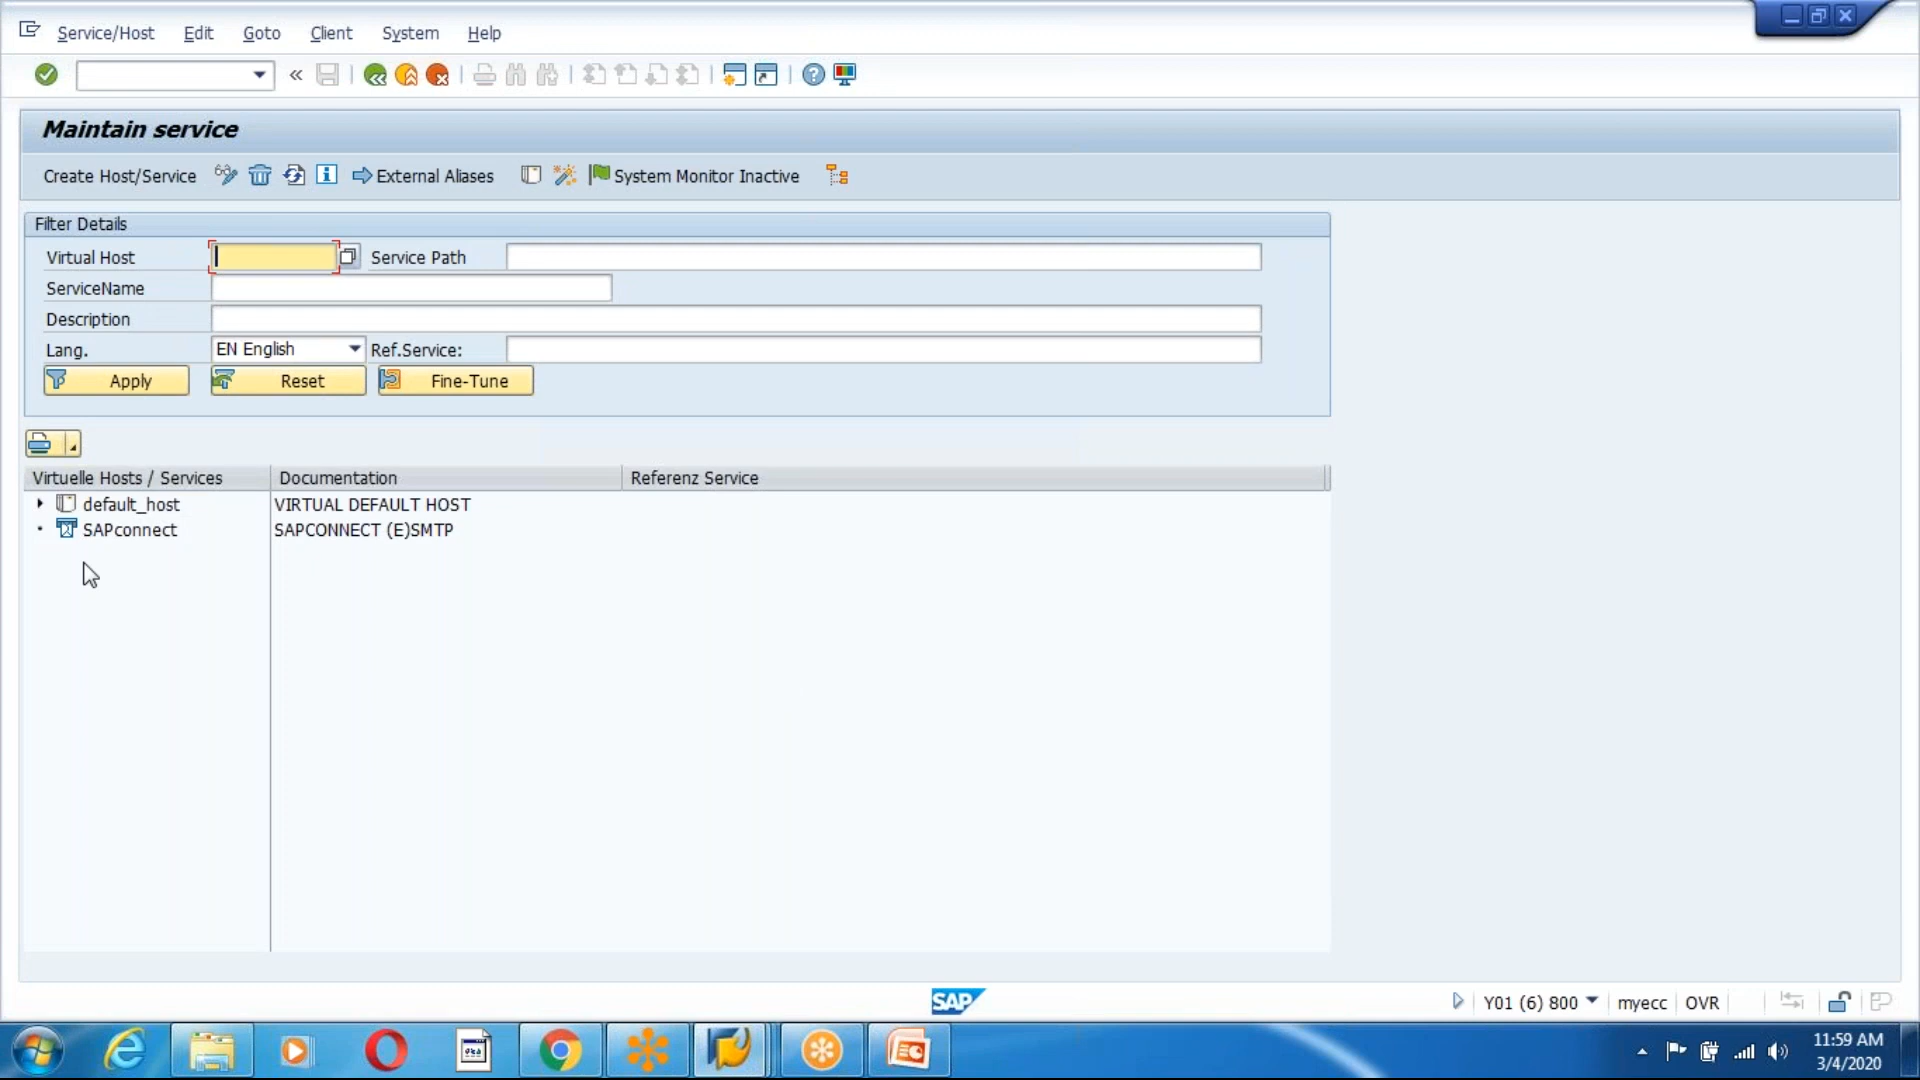 Service/Host Edit Goto Client System Help
Maintain service
Create Host/Service External Aliases System Monitor Inactive
Filter Details
Virtual Host Service Path
ServiceName
Description
Lang. EN English Ref.Service:
Apply Reset Fine-Tune
Virtuelle Hosts / Services Documentation Referenz Service
default_host VIRTUAL DEFAULT HOST
SAPconnect SAPCONNECT (E)SMTP
SAP Y01 (6) 800 myecc OVR
11:59 AM
3/4/2020